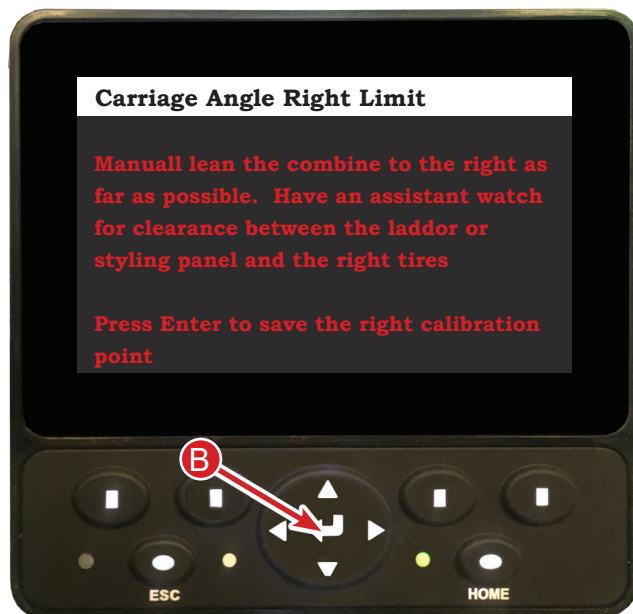 Carriage Angle Right Limit
Manuall lean the combine to the right as
far as possible.  Have an assistant watch
for clearance between the laddor or
styling panel and the right tires
Press Enter to save the right calibration
point
B
ESC
HOME